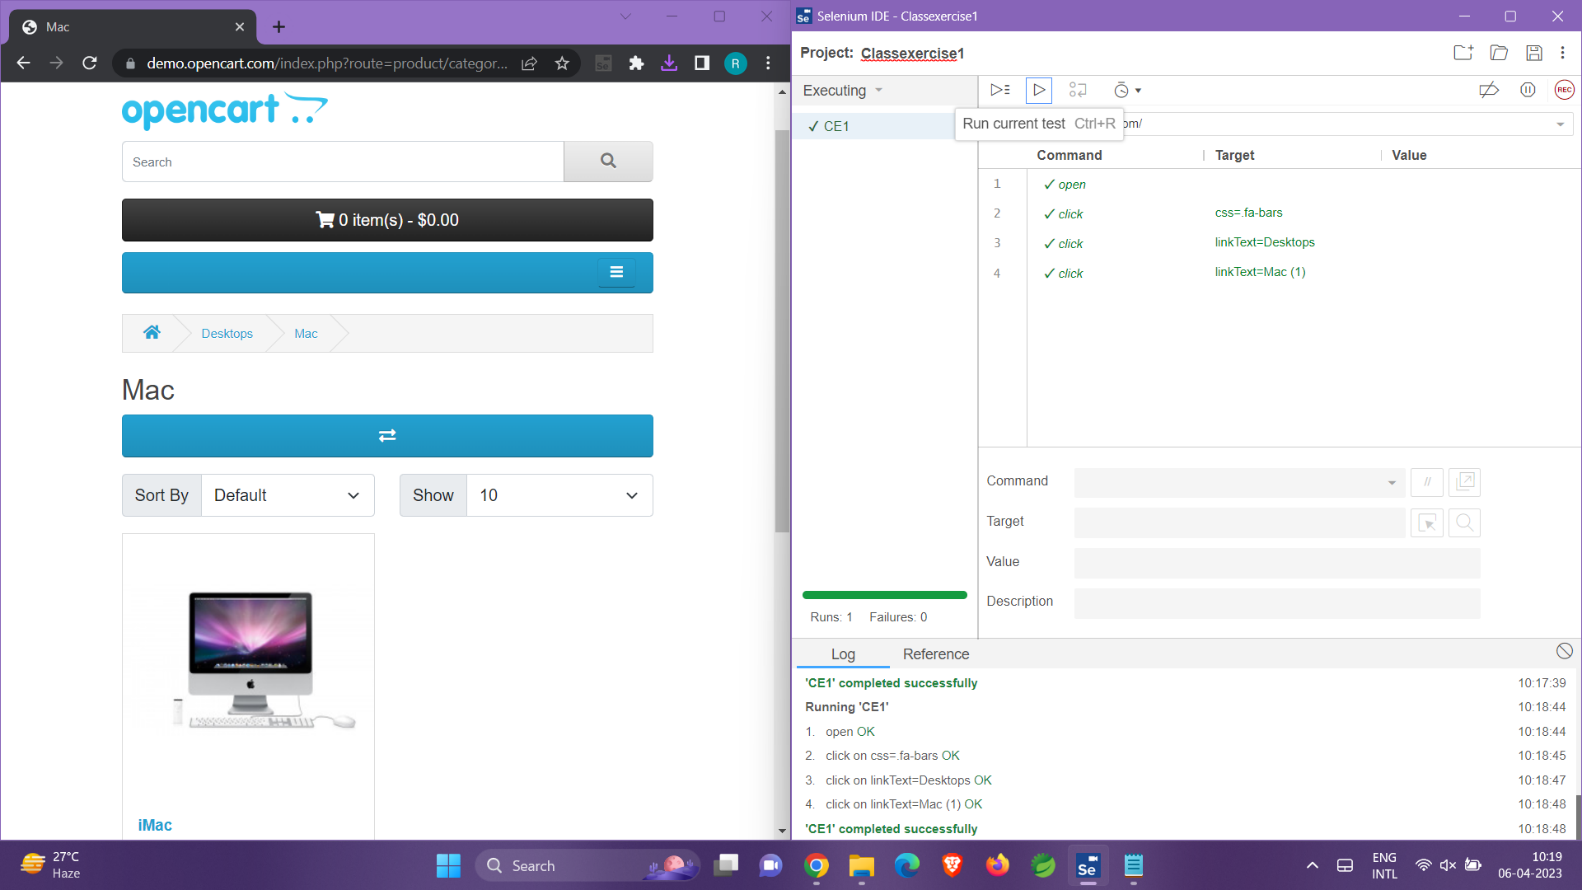 Mac
demo.opencart.com/index.php?route=product/categor...
R
opencart
Search
0 item(s) - $0.00
Desktops
Mac
Mac
Sort By
Default
Show
10
iMac
Se
Selenium IDE - Classexercise1
Project: Classexercise1
Executing
REC
✓ CE1
Run current test Ctrl+R
om/
Command
Target
Value
1 ✓ open
2 ✓ click css=.fa-bars
3 ✓ click linkText=Desktops
4 ✓ click linkText=Mac (1)
Command
//
Target
Value
Description
Runs: 1 Failures: 0
Log
Reference
'CE1' completed successfully 10:17:39
Running 'CE1' 10:18:44
1. open OK 10:18:44
2. click on css=.fa-bars OK 10:18:45
3. click on linkText=Desktops OK 10:18:47
4. click on linkText=Mac (1) OK 10:18:48
'CE1' completed successfully 10:18:48
27°C
Haze
Search
Se
ENG
INTL
10:19
06-04-2023